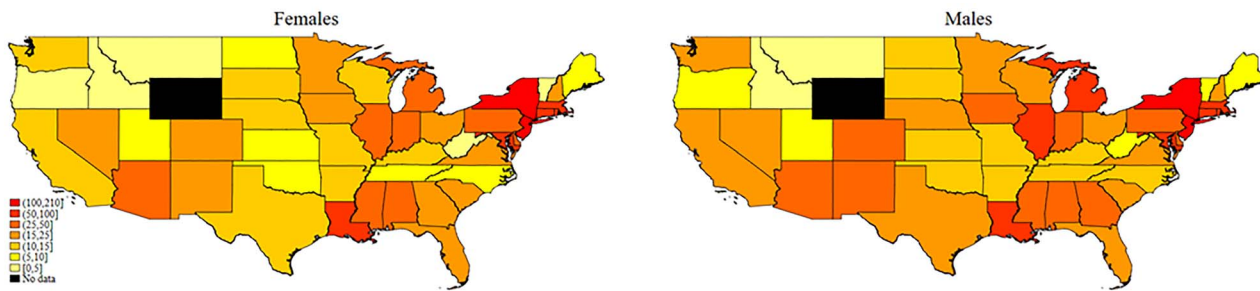 Females
Males
(100,210]
(50,100]
(25,50]
(15,25]
(10,15]
(5,10]
[0,5]
No data